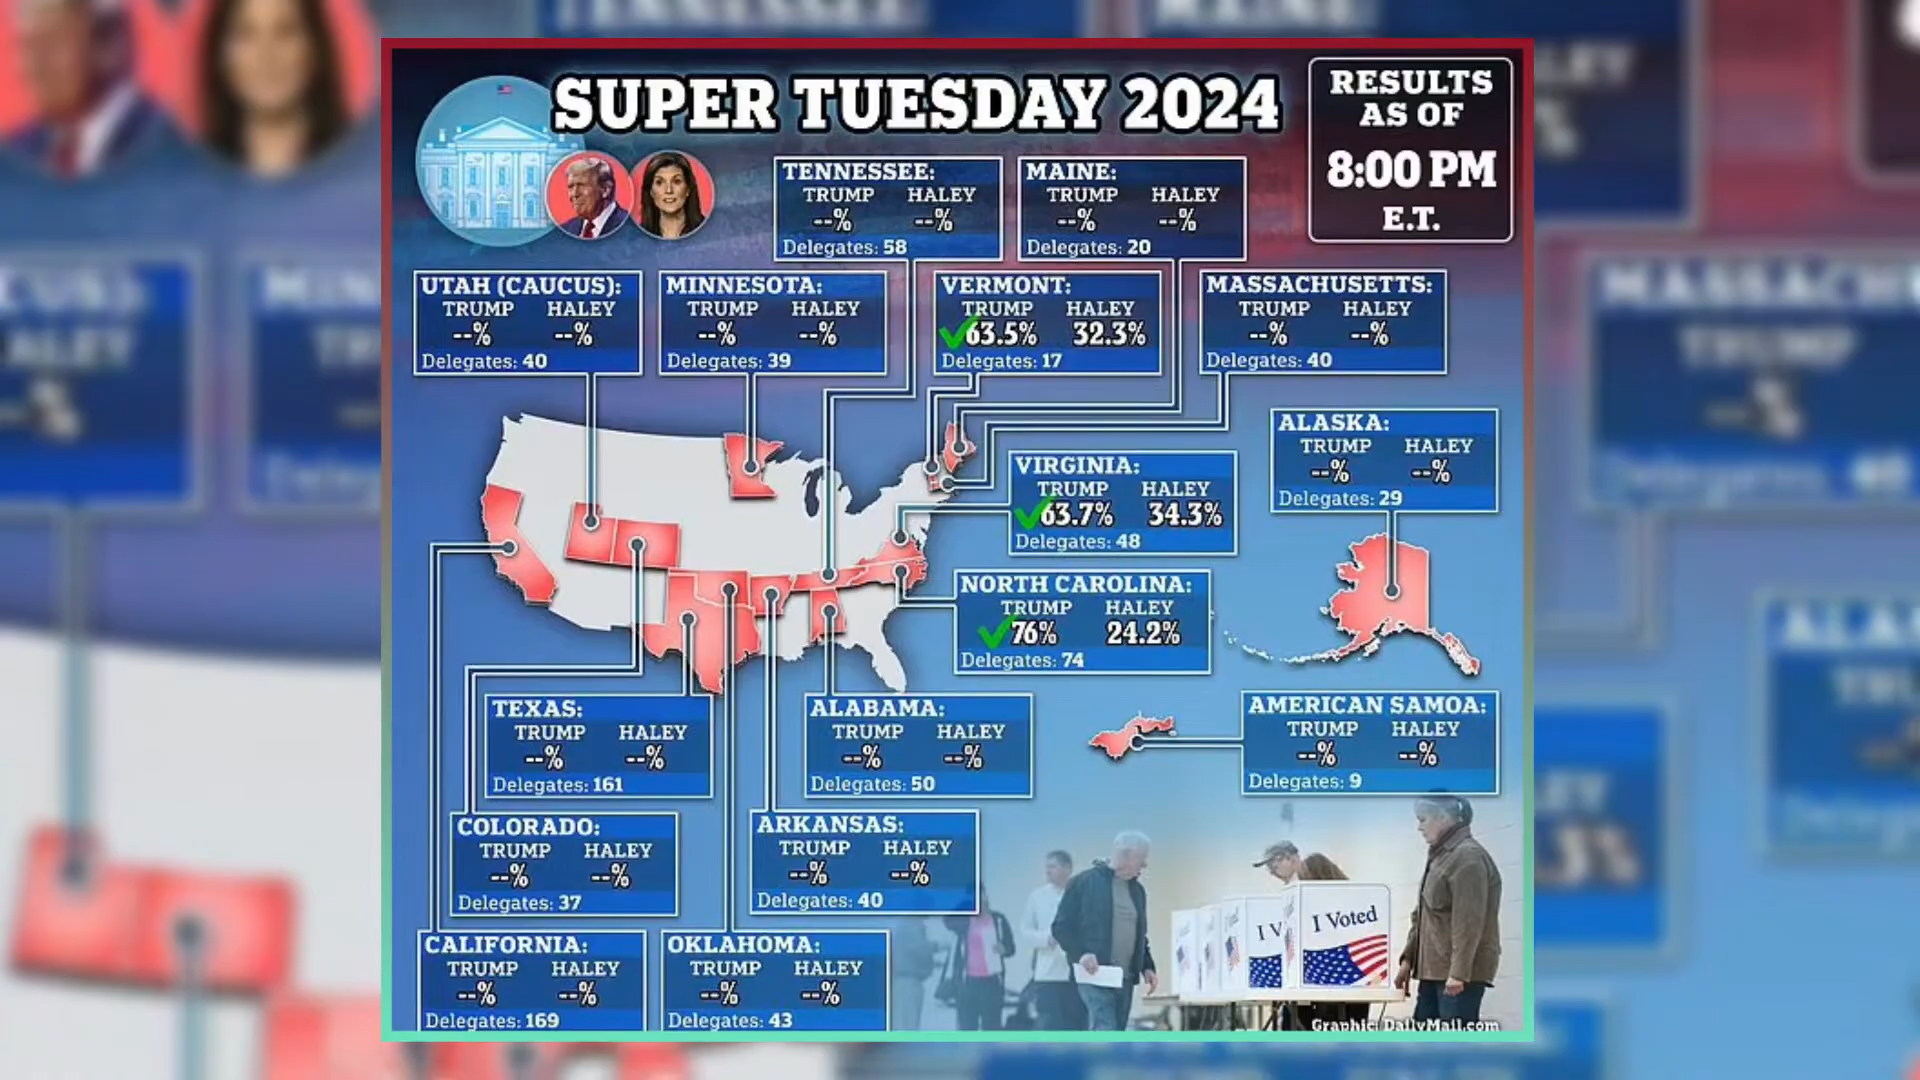 SUPER TUESDAY 2024
RESULTS
AS OF
8:00 PM
E.T.
TENNESSEE:
TRUMP HALEY
--% --%
Delegates: 58
MAINE:
TRUMP HALEY
--% --%
Delegates: 20
UTAH (CAUCUS):
TRUMP HALEY
--% --%
Delegates: 40
MINNESOTA:
TRUMP HALEY
--% --%
Delegates: 39
VERMONT:
TRUMP HALEY
63.5% 32.3%
Delegates: 17
MASSACHUSETTS:
TRUMP HALEY
--% --%
Delegates: 40
ALASKA:
TRUMP HALEY
--% --%
Delegates: 29
VIRGINIA:
TRUMP HALEY
63.7% 34.3%
Delegates: 48
NORTH CAROLINA:
TRUMP HALEY
76% 24.2%
Delegates: 74
TEXAS:
TRUMP HALEY
--% --%
Delegates: 161
ALABAMA:
TRUMP HALEY
--% --%
Delegates: 50
AMERICAN SAMOA:
TRUMP HALEY
--% --%
Delegates: 9
COLORADO:
TRUMP HALEY
--% --%
Delegates: 37
ARKANSAS:
TRUMP HALEY
--% --%
Delegates: 40
CALIFORNIA:
TRUMP HALEY
--% --%
Delegates: 169
OKLAHOMA:
TRUMP HALEY
--% --%
Delegates: 43
I V
I Voted
Graphic: DailyMail.com